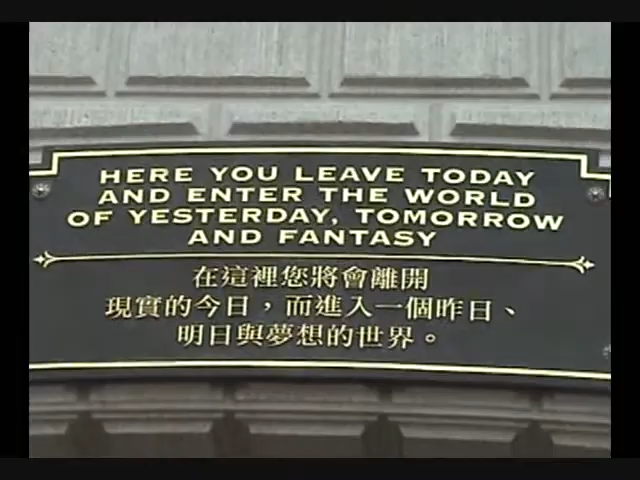 HERE YOU LEAVE TODAY
AND ENTER THE WORLD
OF YESTERDAY, TOMORROW
AND FANTASY
在這裡您將會離開
現實的今日，而進入一個昨日、
明日與夢想的世界。